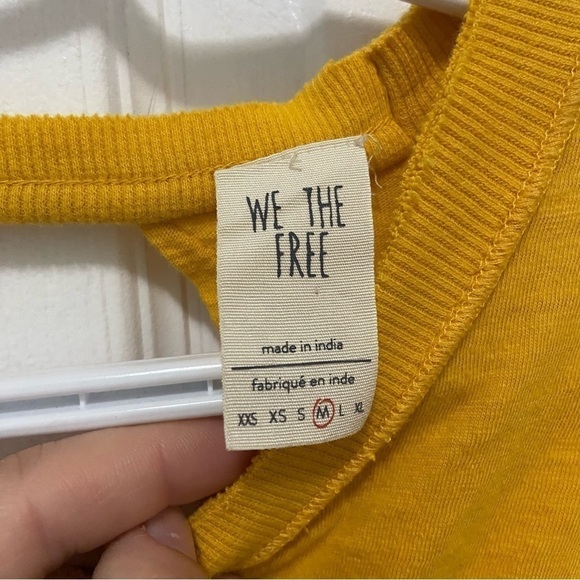 WE THE
FREE
made in india
fabriqué en inde
XXS XS S M L XL